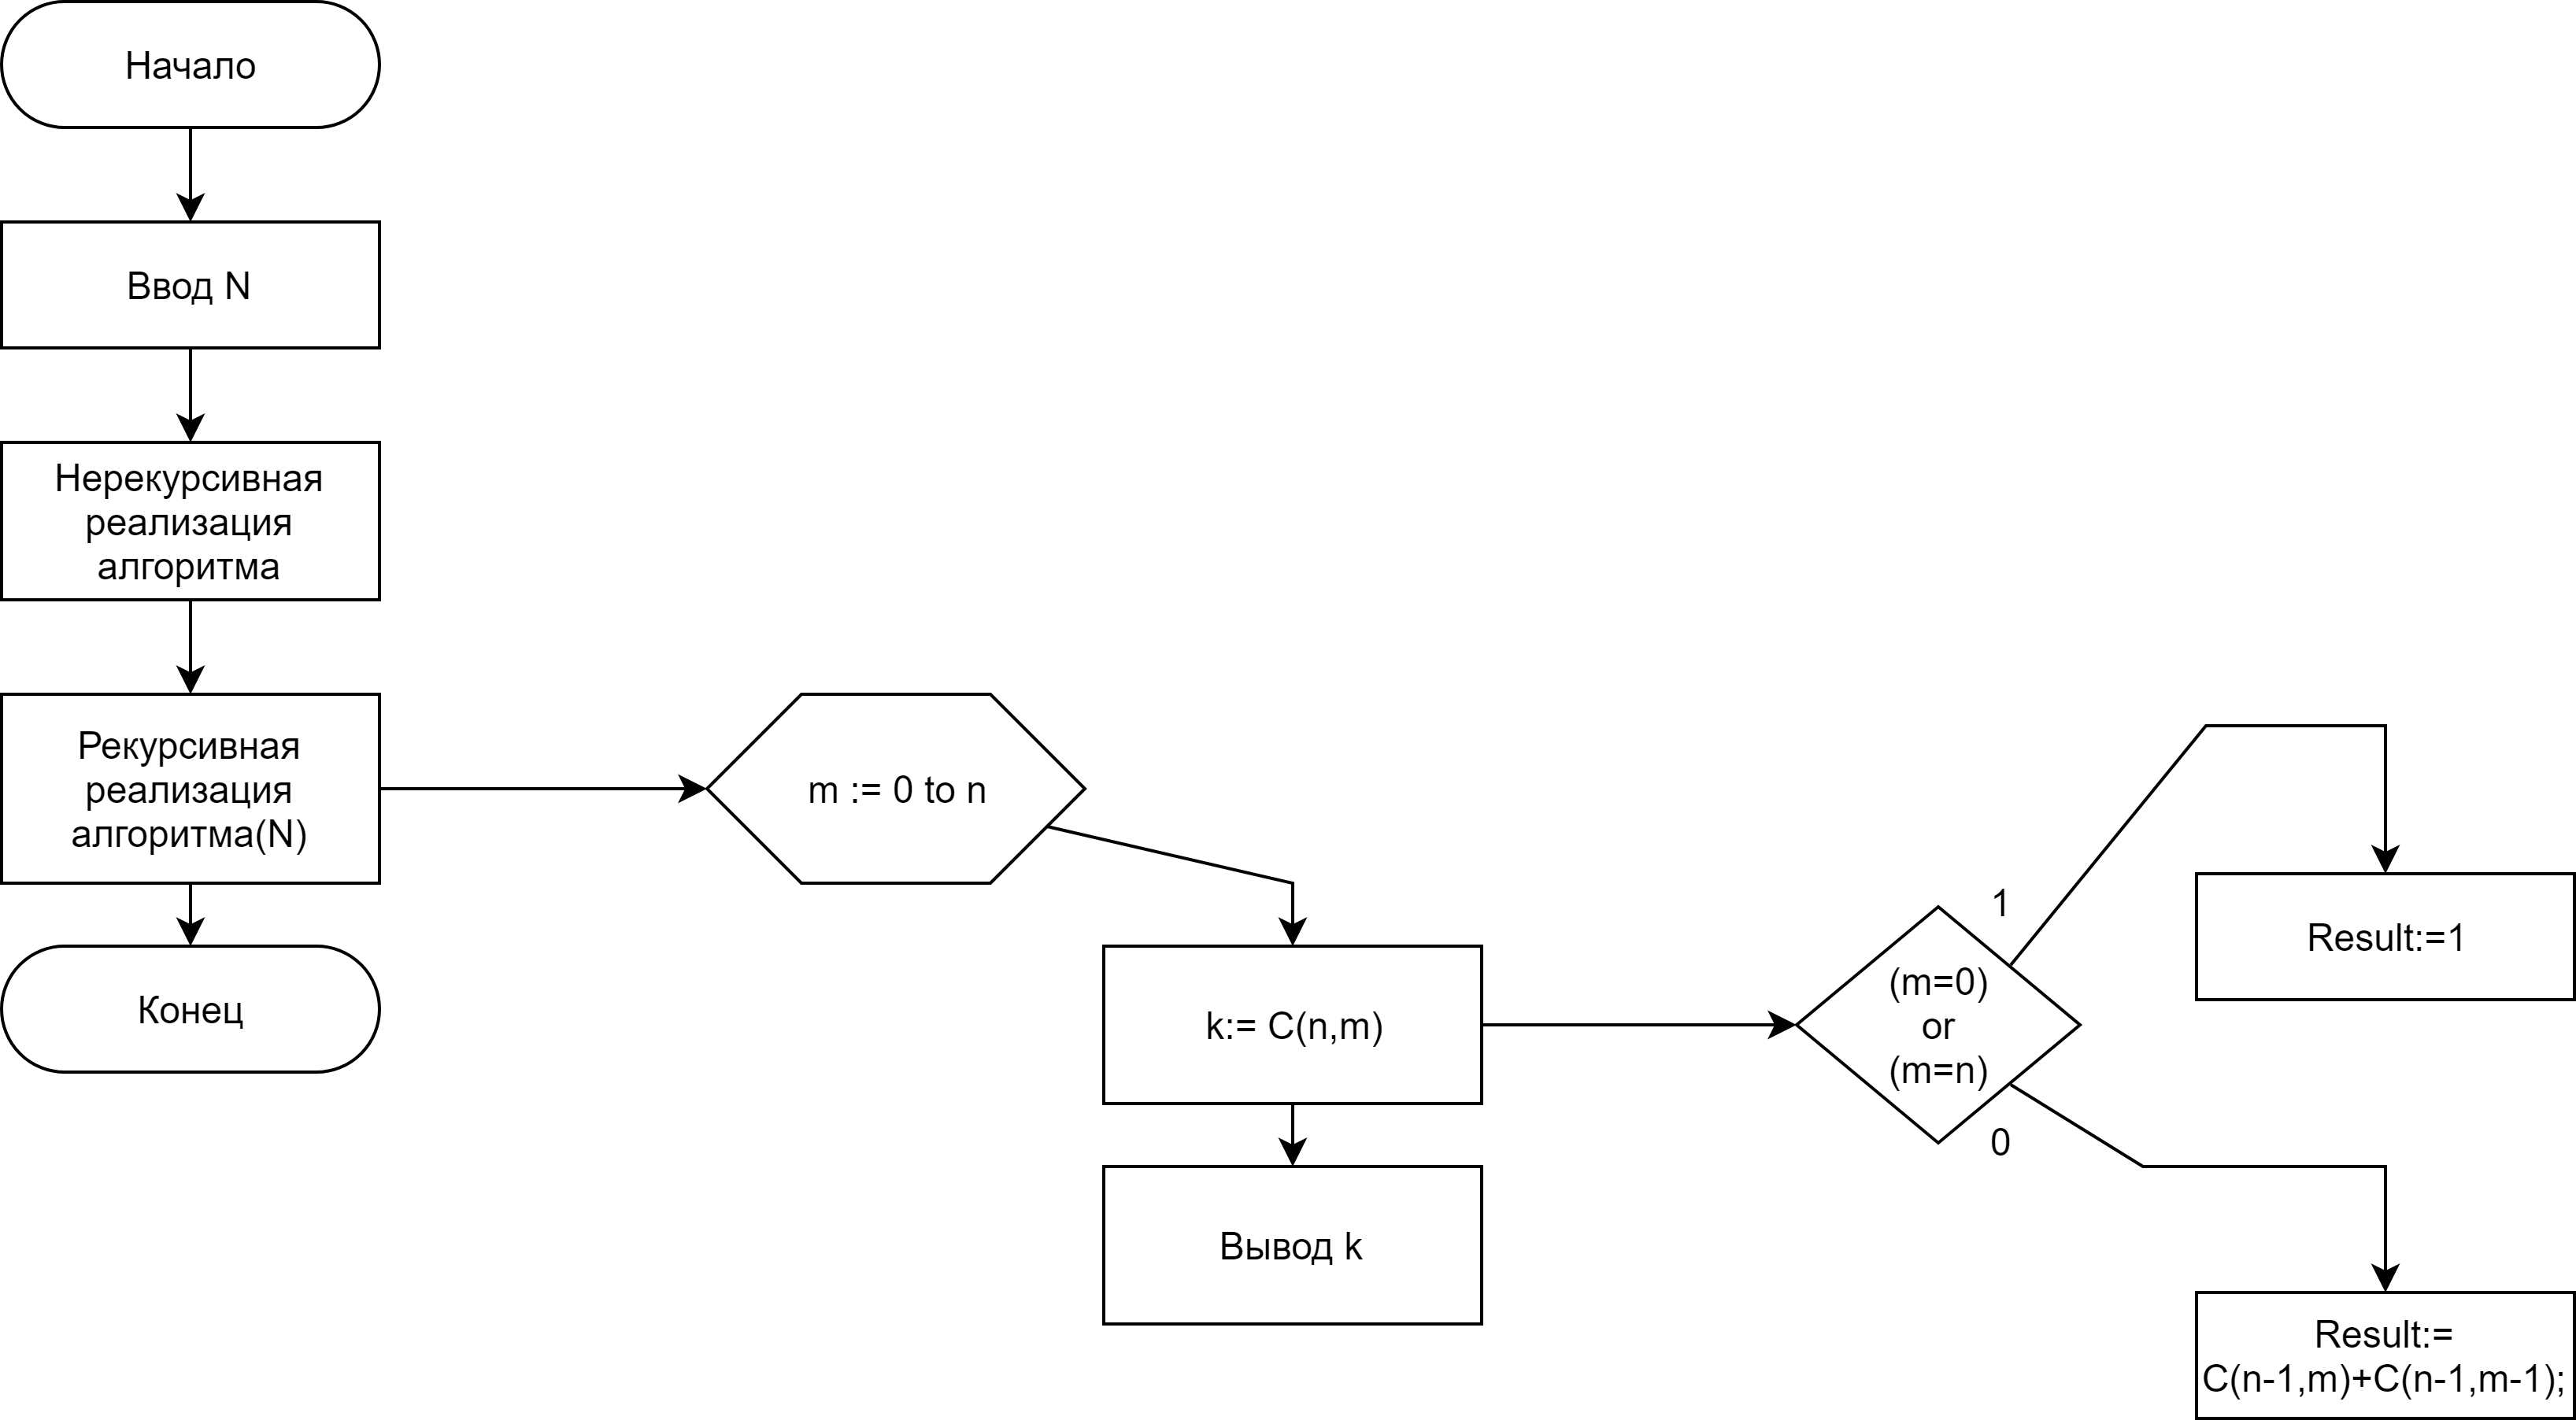 Начало
Ввод N
Нерекурсивная
реализация
алгоритма
Рекурсивная
реализация
алгоритма(N)
Конец
m := 0 to n
k:= C(n,m)
Вывод k
1
(m=0)
or
(m=n)
0
Result:=1
Result:=
C(n-1,m)+C(n-1,m-1);